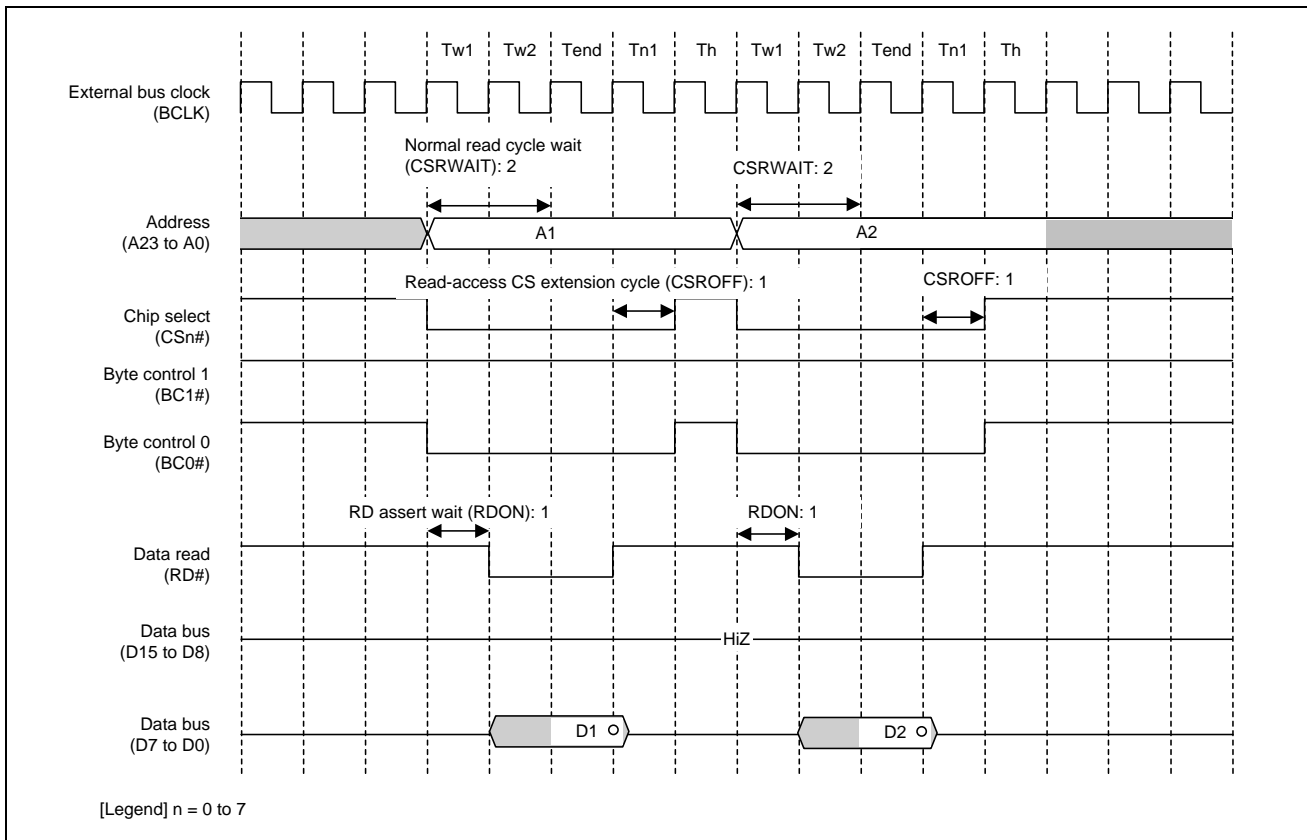 Tw1 Tw2 Tend Tn1 Th Tw1 Tw2 Tend Tn1 Th
External bus clock
(BCLK)
Normal read cycle wait
(CSRWAIT): 2
CSRWAIT: 2
Address
(A23 to A0)
A1
A2
Read-access CS extension cycle (CSROFF): 1
CSROFF: 1
Chip select
(CSn#)
Byte control 1
(BC1#)
Byte control 0
(BC0#)
RD assert wait (RDON): 1
RDON: 1
Data read
(RD#)
Data bus
(D15 to D8)
HiZ
Data bus
(D7 to D0)
D1
D2
[Legend] n = 0 to 7